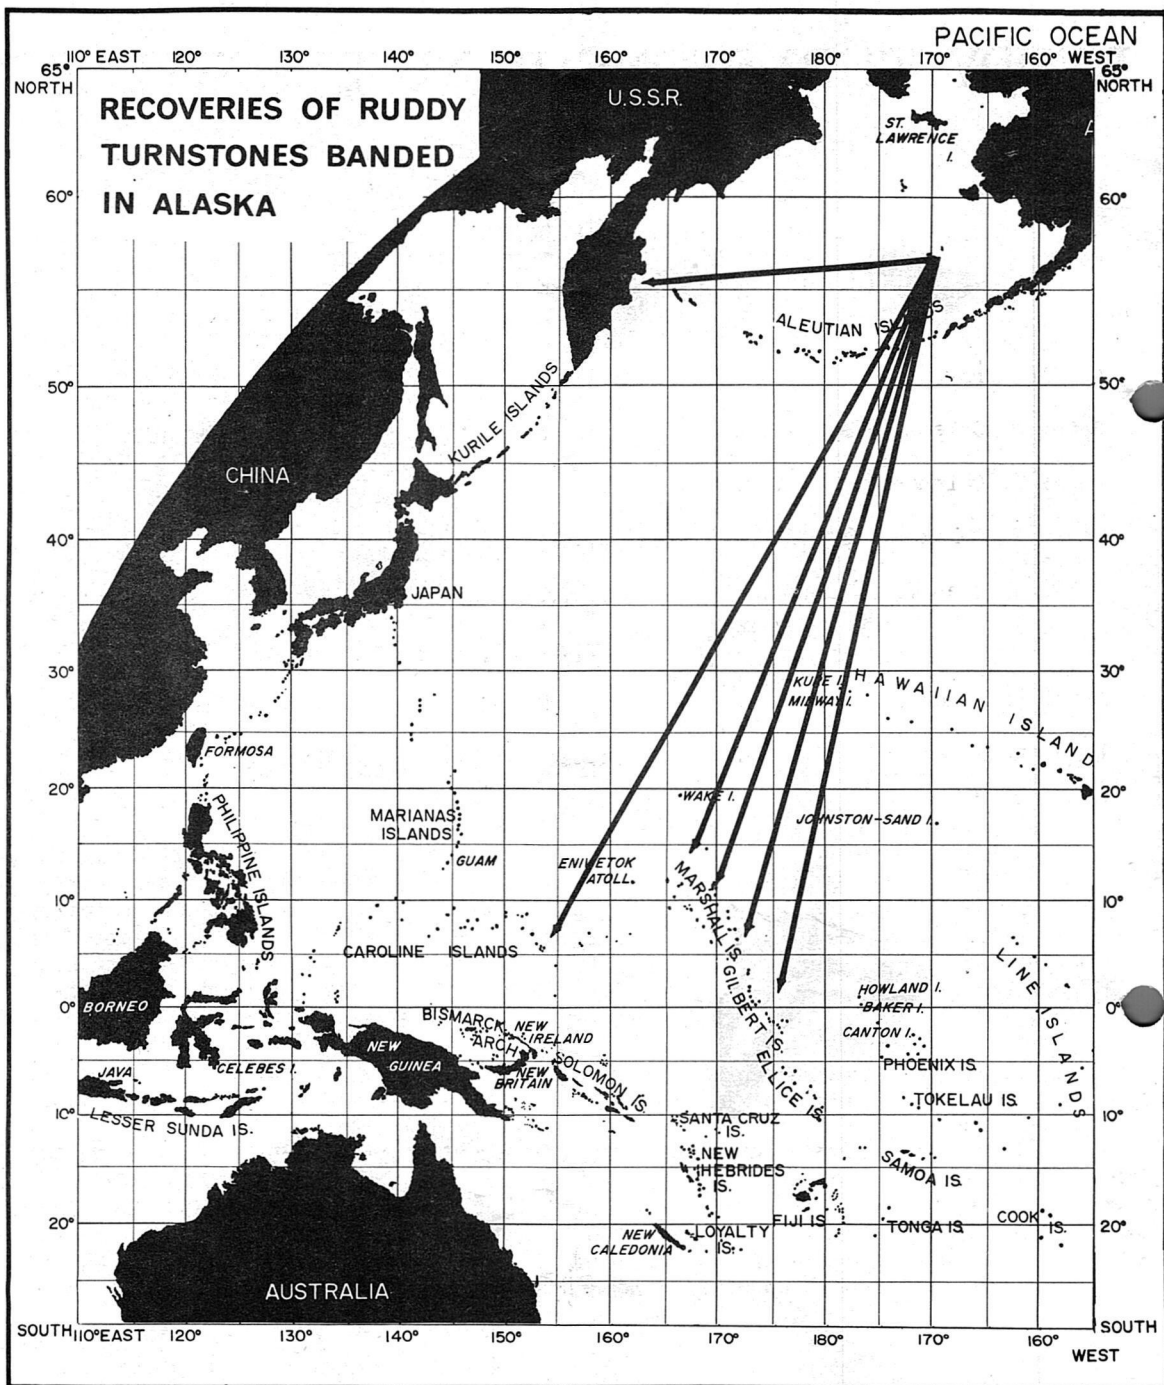 PACIFIC OCEAN
110° EAST 120° 130° 140° 150° 160° 170° 180° 170° 160° WEST
65° NORTH
65° NORTH
RECOVERIES OF RUDDY
TURNSTONES BANDED
IN ALASKA
U.S.S.R.
ST.
LAWRENCE
I.
A
60°
60°
ALEUTIAN ISLANDS
50°
50°
KURILE ISLANDS
CHINA
40°
40°
JAPAN
30°
30°
KURE I.
MIDWAY I.
HAWAIIAN ISLAND
FORMOSA
20°
20°
WAKE I.
JOHNSTON-SAND I.
MARIANAS
ISLANDS
GUAM
PHILIPPINE ISLANDS
ENIWETOK
ATOLL
MARSHALL IS.
10°
10°
CAROLINE ISLANDS
LINE ISLANDS
GILBERT IS.
HOWLAND I.
BAKER I.
0°
0°
BORNEO
BISMARCK
ARCH
NEW
IRELAND
NEW
GUINEA
CANTON I.
PHOENIX IS.
CELEBES I.
JAVA
NEW
BRITAIN
SOLOMON IS.
ELLICE IS.
TOKELAU IS.
10°
10°
LESSER SUNDA IS.
SANTA CRUZ
IS.
NEW
HEBRIDES
IS.
SAMOA IS.
20°
20°
NEW
CALEDONIA
LOYALTY
IS.
FIJI IS
TONGA IS.
COOK IS.
AUSTRALIA
SOUTH
SOUTH
110° EAST 120° 130° 140° 150° 160° 170° 180° 170° 160°
WEST